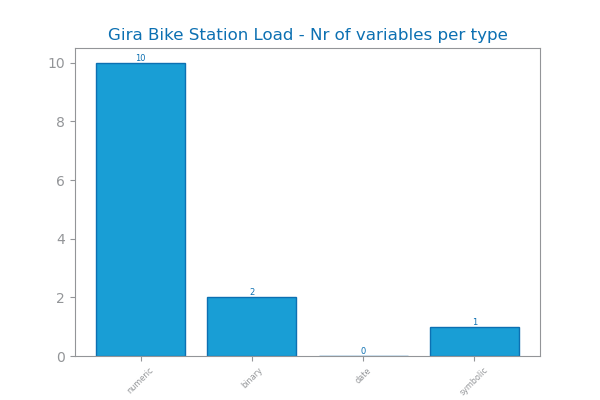 Gira Bike Station Load - Nr of variables per type
10
8
6
4
2
0
10
2
0
1
numeric
binary
date
symbolic